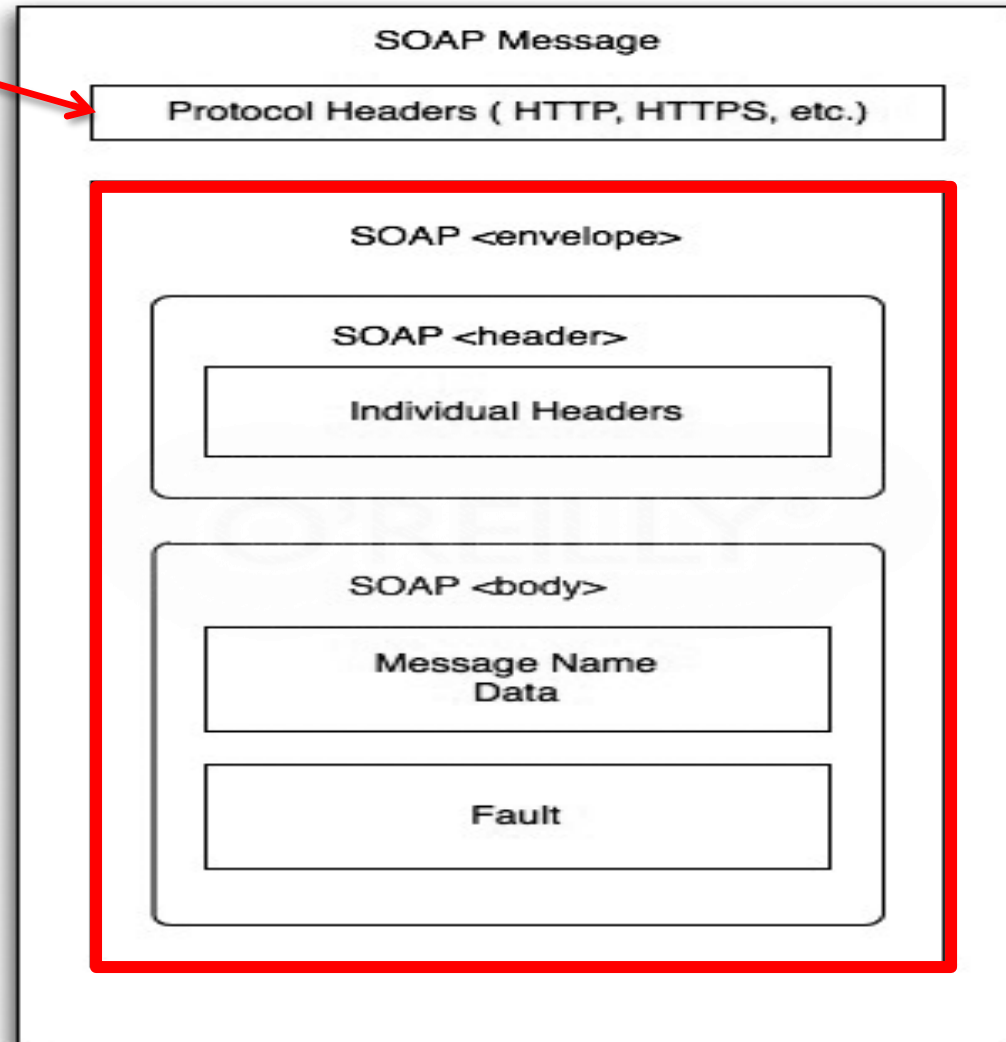 SOAP Message
Protocol Headers ( HTTP, HTTPS, etc.)
SOAP <envelope>
SOAP <header>
Individual Headers
O'REILLY®
SOAP <body>
Message Name
Data
Fault